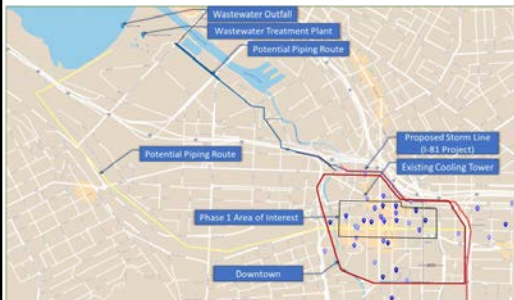 Wastewater Outfall
Wastewater Treatment Plant
Potential Piping Route
Proposed Storm Line
(I-81 Project)
Existing Cooling Tower
Potential Piping Route
Phase 1 Area of Interest
Downtown